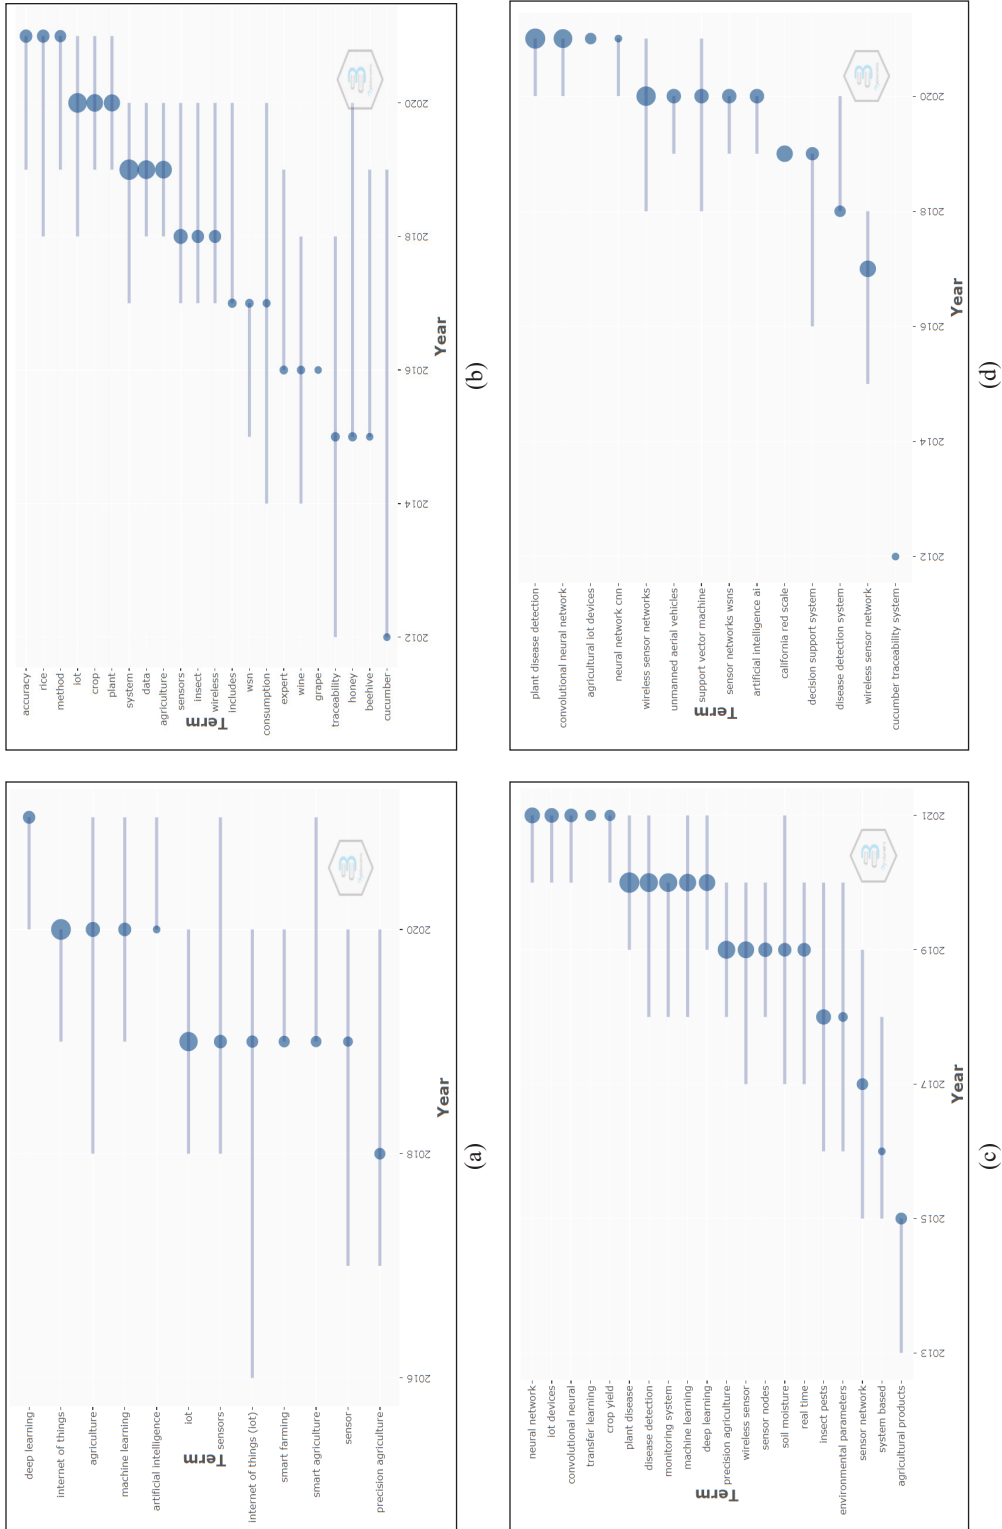 Term
deep learning
internet of things
agriculture
machine learning
artificial intelligence
iot
sensors
internet of things (iot)
smart farming
smart agriculture
sensor
precision agriculture
2016
2018
2020
Year
(a)
Term
accuracy
rice
method
iot
crop
plant
system
data
agriculture
sensors
insect
wireless
includes
wsn
consumption
expert
wine
grape
traceability
honey
beehive
cucumber
2012
2014
2016
2018
2020
Year
(b)
Term
neural network
iot devices
convolutional neural
transfer learning
crop yield
plant disease
disease detection
monitoring system
machine learning
deep learning
precision agriculture
wireless sensor
sensor nodes
soil moisture
real time
insect pests
environmental parameters
sensor network
system based
agricultural products
2013
2015
2017
2019
2021
Year
(c)
Term
plant disease detection
convolutional neural network
agricultural iot devices
neural network cnn
wireless sensor networks
unmanned aerial vehicles
support vector machine
sensor networks wsns
artificial intelligence ai
california red scale
decision support system
disease detection system
wireless sensor network
cucumber traceability system
2012
2014
2016
2018
2020
Year
(d)